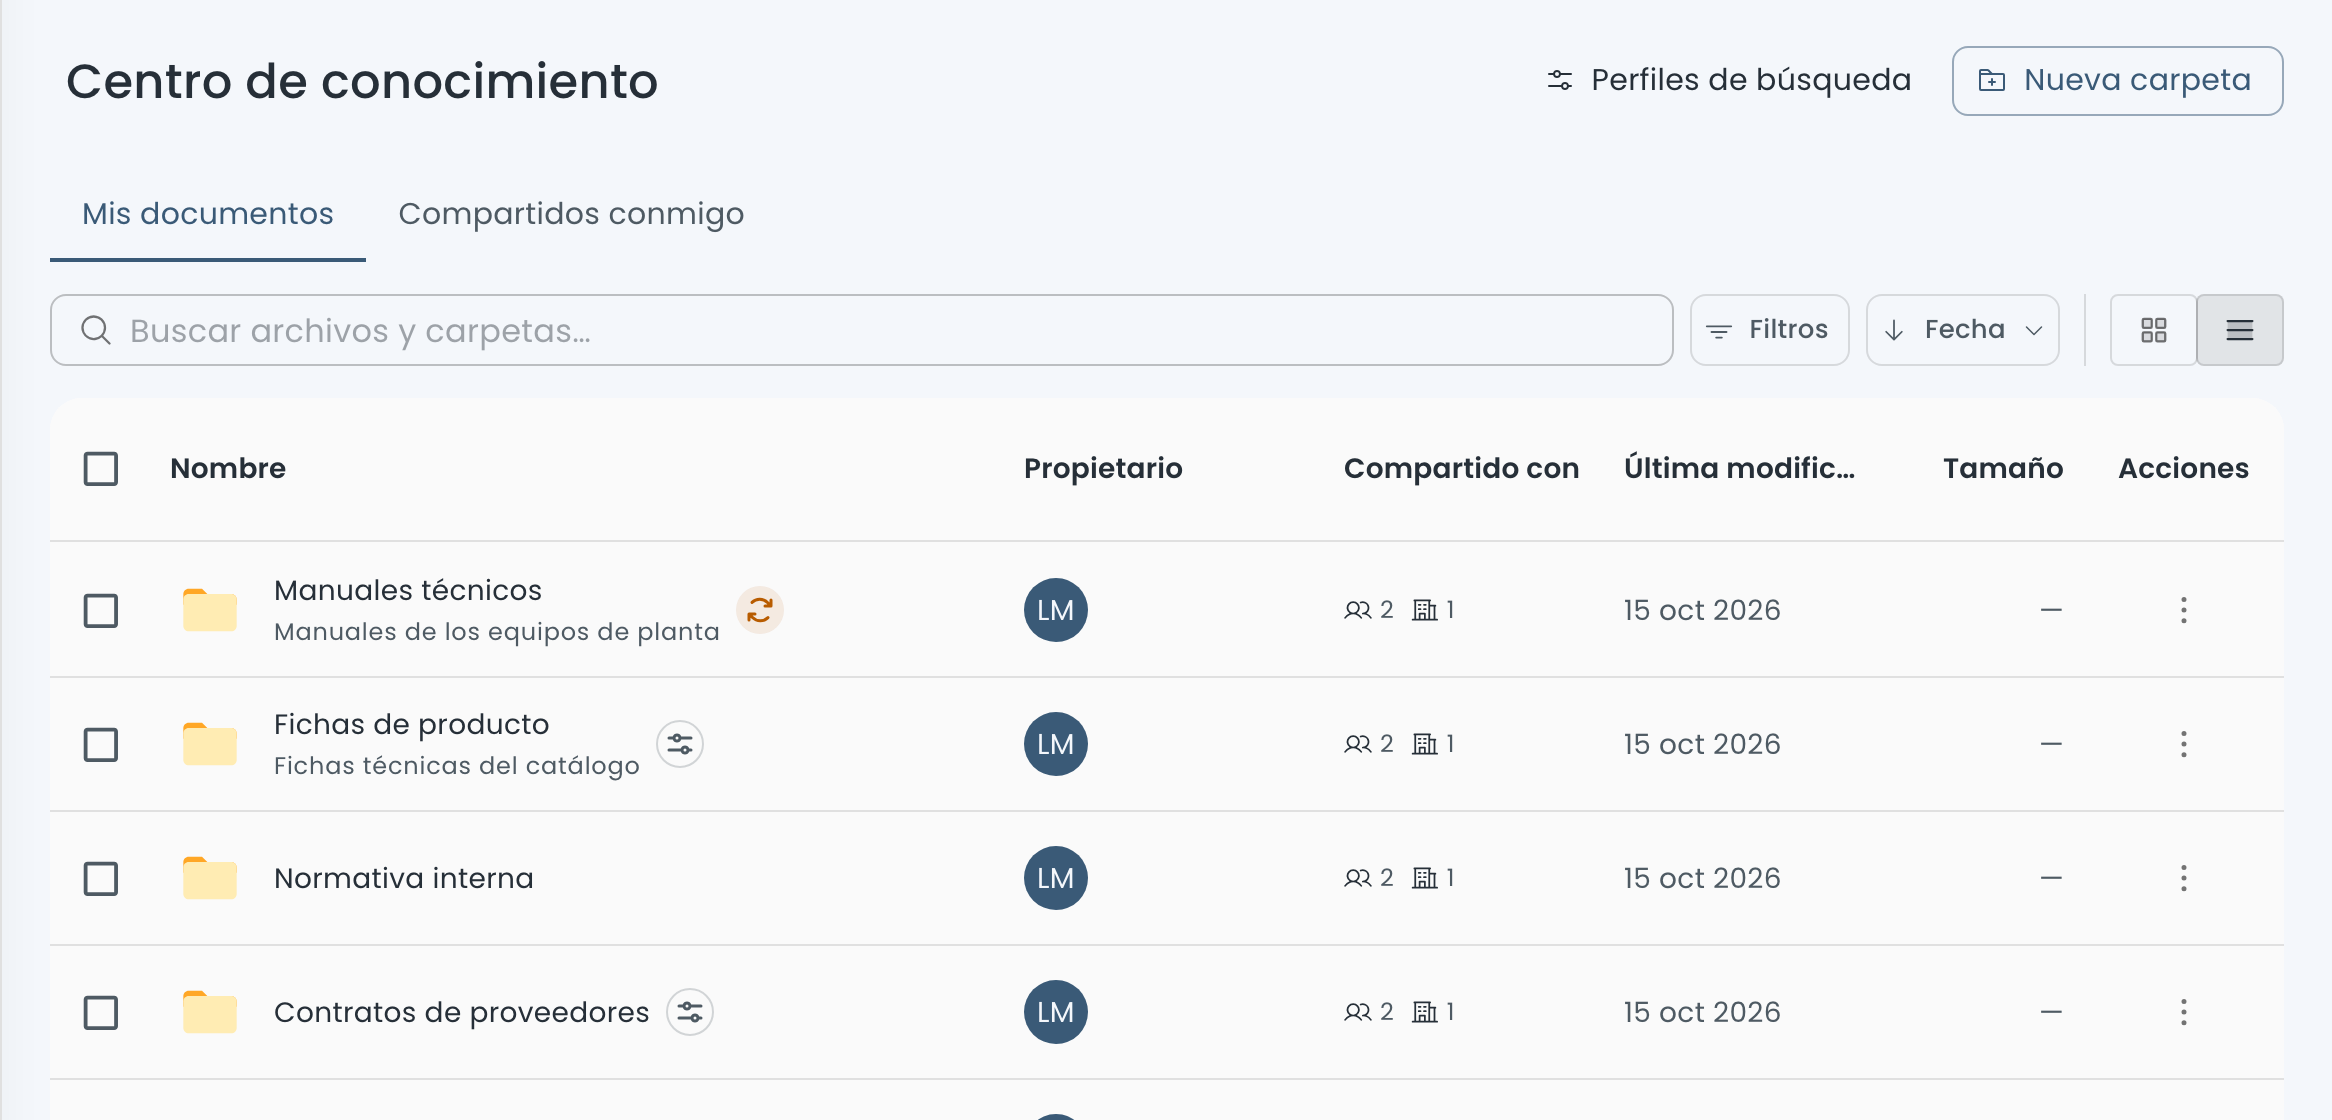 Centro de conocimiento
Perfiles de búsqueda
Nueva carpeta
Mis documentos
Compartidos conmigo
Buscar archivos y carpetas...
Filtros
Fecha
Nombre
Propietario
Compartido con
Última modific...
Tamaño
Acciones
Manuales técnicos
Manuales de los equipos de planta
LM
2
1
15 oct 2026
—
Fichas de producto
Fichas técnicas del catálogo
LM
2
1
15 oct 2026
—
Normativa interna
LM
2
1
15 oct 2026
—
Contratos de proveedores
LM
2
1
15 oct 2026
—